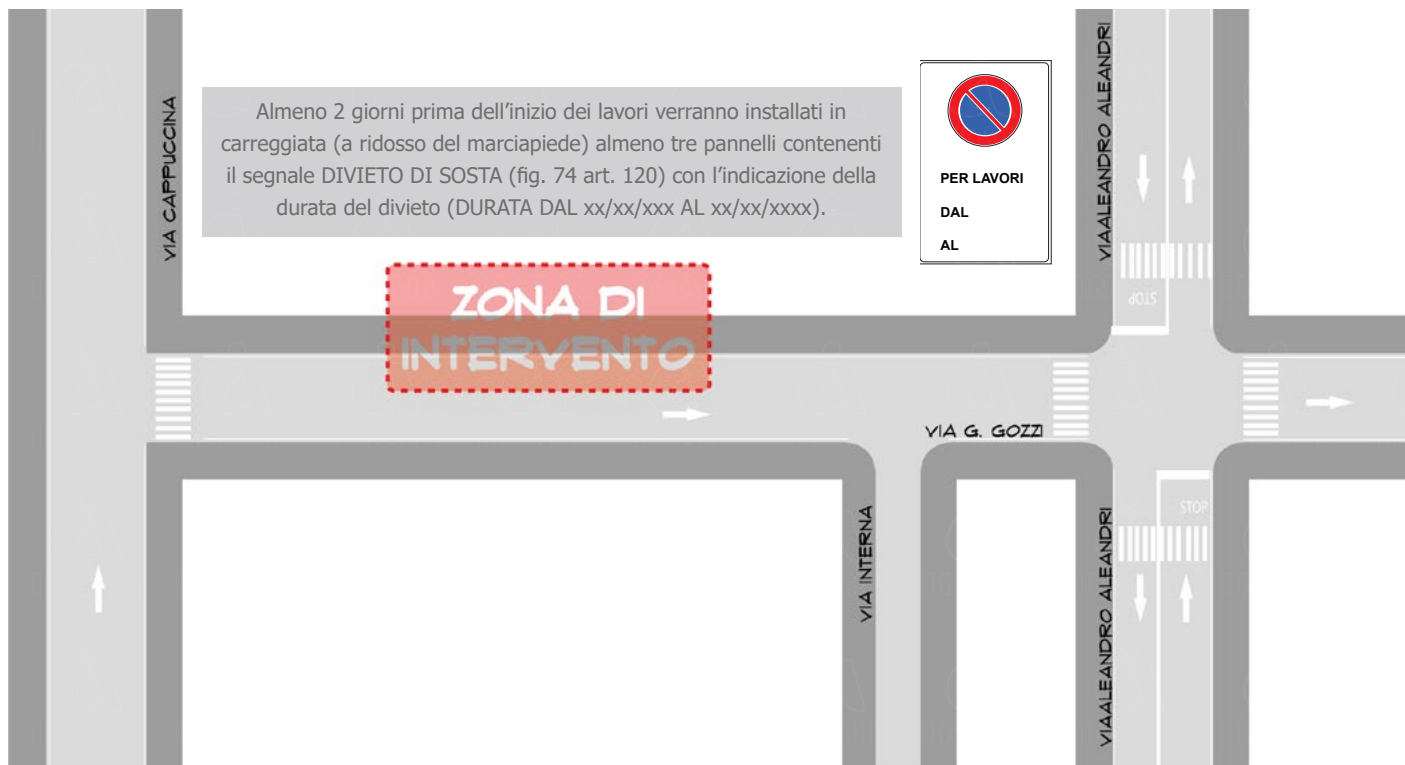 Almeno 2 giorni prima dell'inizio dei lavori verranno installati in
carreggiata (a ridosso del marciapiede) almeno tre pannelli contenenti
il segnale DIVIETO DI SOSTA (fig. 74 art. 120) con l'indicazione della
durata del divieto (DURATA DAL xx/xx/xxx AL xx/xx/xxxx).
PER LAVORI
DAL
AL
VIA CAPPUCCINA
VIAALEANDRO ALEANDRI
ZONA DI
INTERVENTO
STOP
VIA G. GOZZI
VIA INTERNA
STOP
VIAALEANDRO ALEANDRI